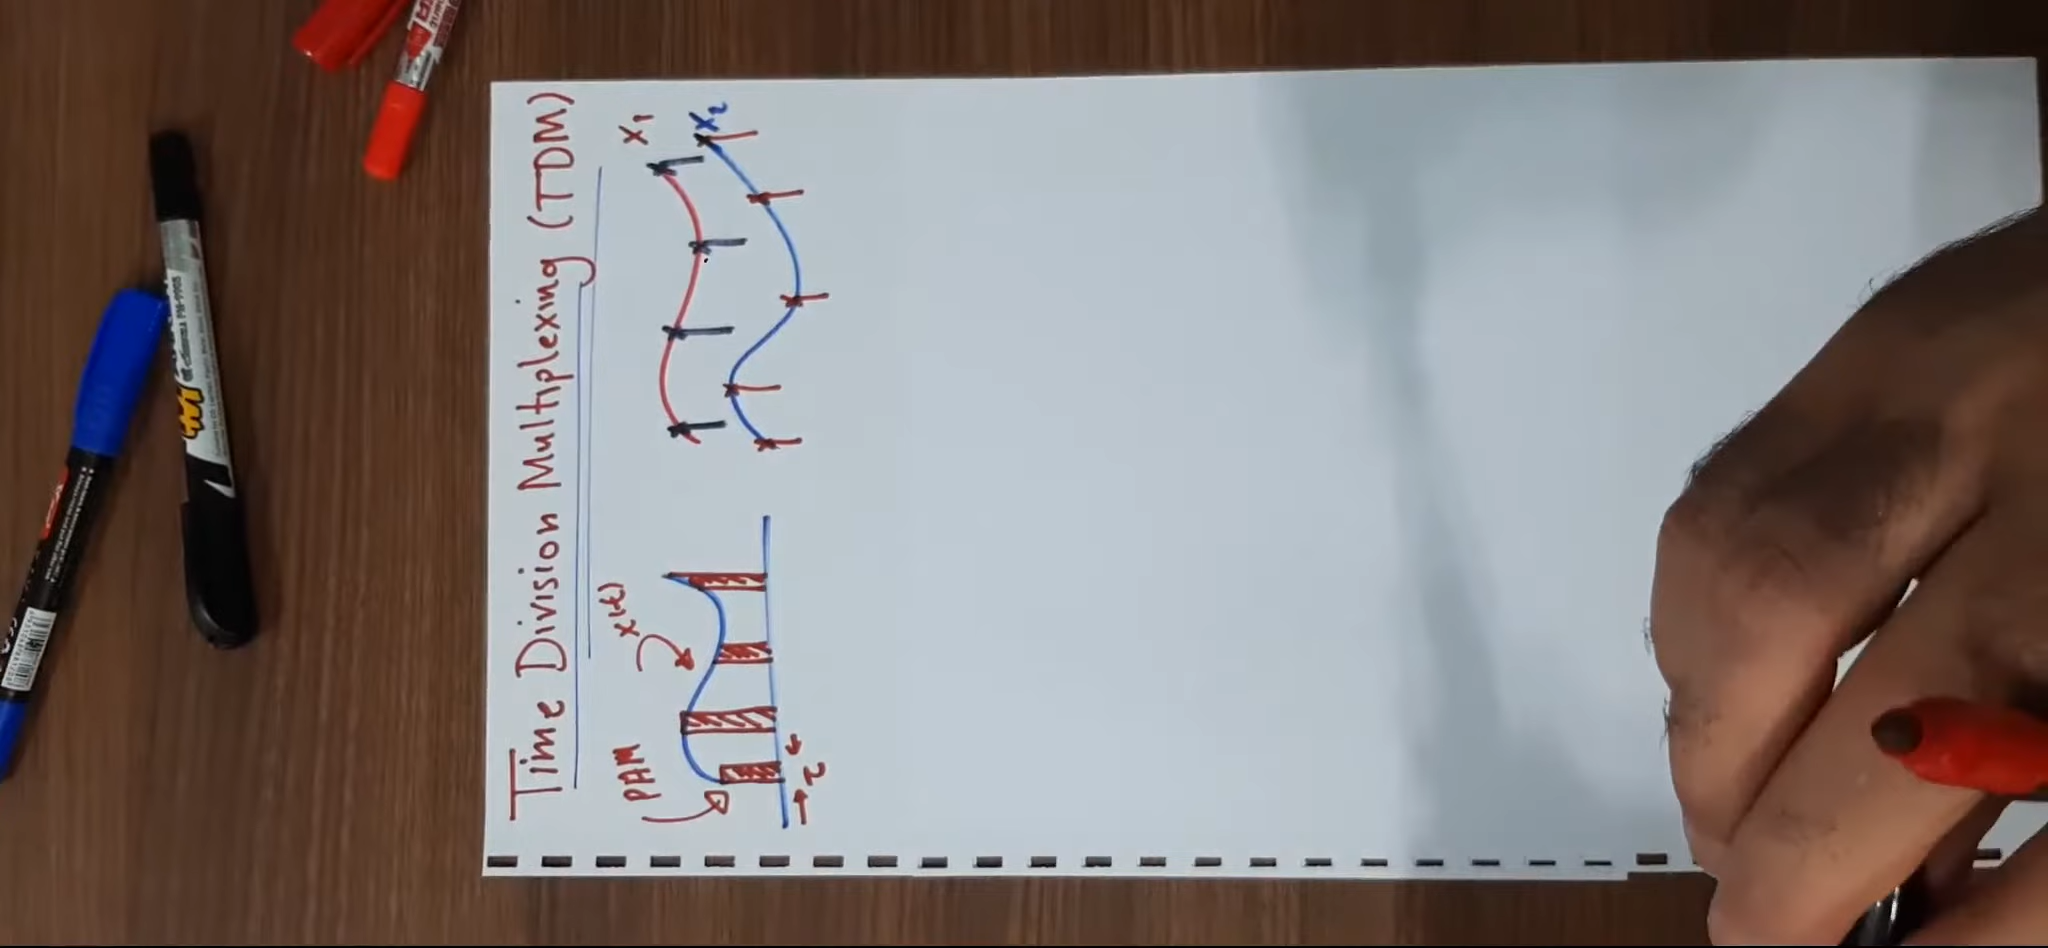 Time Division Multiplexing (TDM)
PAM
x(t)
x1
x2
τ